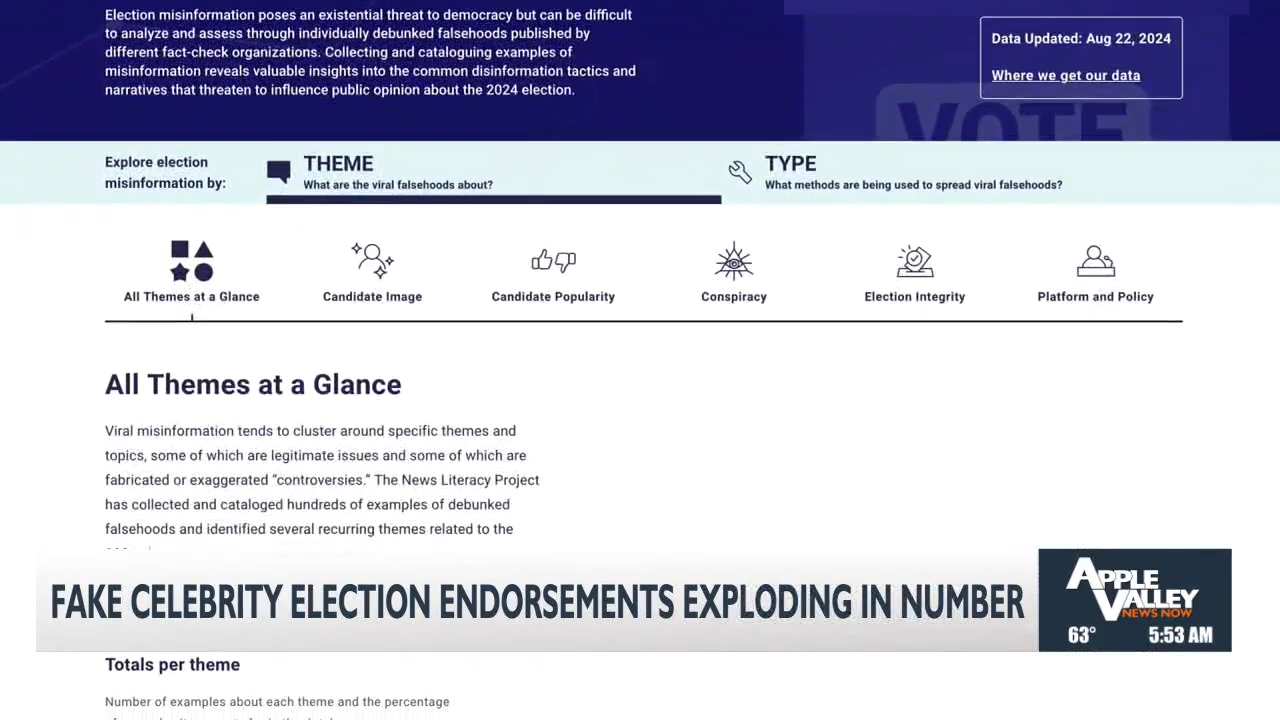 Election misinformation poses an existential threat to democracy but can be difficult
to analyze and assess through individually debunked falsehoods published by
different fact-check organizations. Collecting and cataloguing examples of
misinformation reveals valuable insights into the common disinformation tactics and
narratives that threaten to influence public opinion about the 2024 election.
Data Updated: Aug 22, 2024
Where we get our data
VOTE
Explore election
misinformation by:
THEME
What are the viral falsehoods about?
TYPE
What methods are being used to spread viral falsehoods?
All Themes at a Glance
Candidate Image
Candidate Popularity
Conspiracy
Election Integrity
Platform and Policy
All Themes at a Glance
Viral misinformation tends to cluster around specific themes and
topics, some of which are legitimate issues and some of which are
fabricated or exaggerated “controversies.” The News Literacy Project
has collected and cataloged hundreds of examples of debunked
falsehoods and identified several recurring themes related to the
FAKE CELEBRITY ELECTION ENDORSEMENTS EXPLODING IN NUMBER
APPLE
VALLEY
NEWS NOW
63° 5:53 AM
Totals per theme
Number of examples about each theme and the percentage